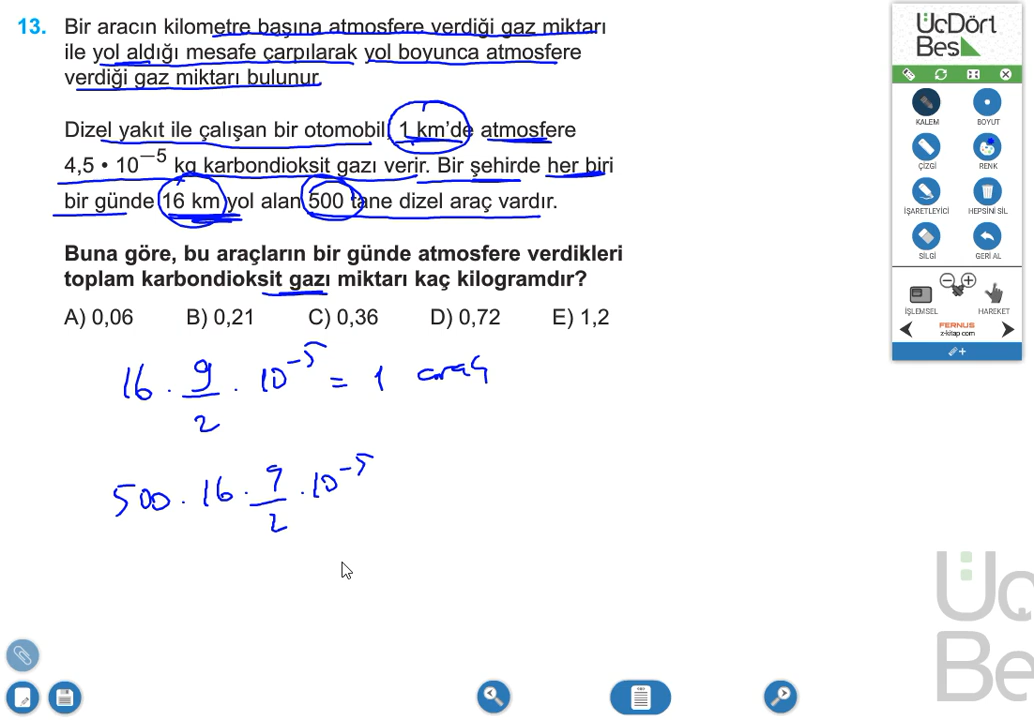 13. Bir aracın kilometre başına atmosfere verdiği gaz miktarı
ile yol aldığı mesafe çarpılarak yol boyunca atmosfere
verdiği gaz miktarı bulunur.
Dizel yakıt ile çalışan bir otomobil 1 km'de atmosfere
4,5 • 10⁻⁵ kg karbondioksit gazı verir. Bir şehirde her biri
bir günde 16 km yol alan 500 tane dizel araç vardır.
Buna göre, bu araçların bir günde atmosfere verdikleri
toplam karbondioksit gazı miktarı kaç kilogramdır?
A) 0,06 B) 0,21 C) 0,36 D) 0,72 E) 1,2
16 · 9/2 · 10⁻⁵ = 1 araç
500 · 16 · 9/2 · 10⁻⁵
ÜçDört
Beş
KALEM BOYUT
ÇİZGİ RENK
İŞARETLEYİCİ HEPSİNİ SİL
SİLGİ GERİ AL
İŞLEMSEL HAREKET
FERNUS
z-kitap.com